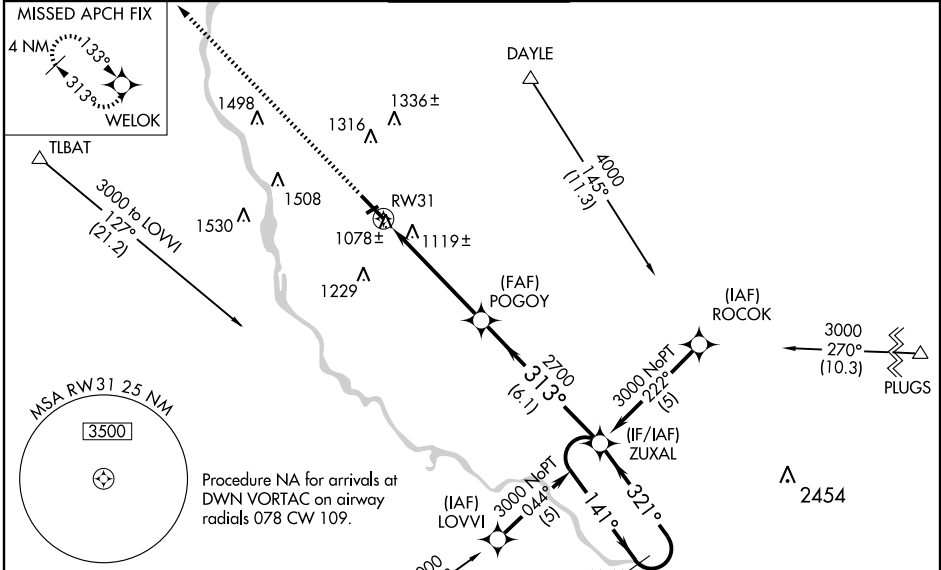 MISSED APCH FIX
4 NM
133°
313°
WELOK
TLBAT
3000 to LOVVI
127°
(21.2)
1498
1316
1336±
1508
1530
RW31
1078±
1119±
1229
DAYLE
4000
145°
(11.3)
(FAF)
POGOY
(IAF)
ROCOK
3000
270°
(10.3)
PLUGS
2700
313°
(6.1)
3000 NoPT
222°
(5)
(IF/IAF)
ZUXAL
MSA RW31 25 NM
3500
Procedure NA for arrivals at
DWN VORTAC on airway
radials 078 CW 109.
(IAF)
LOVVI
3000 NoPT
044°
(5)
141°
321°
2454